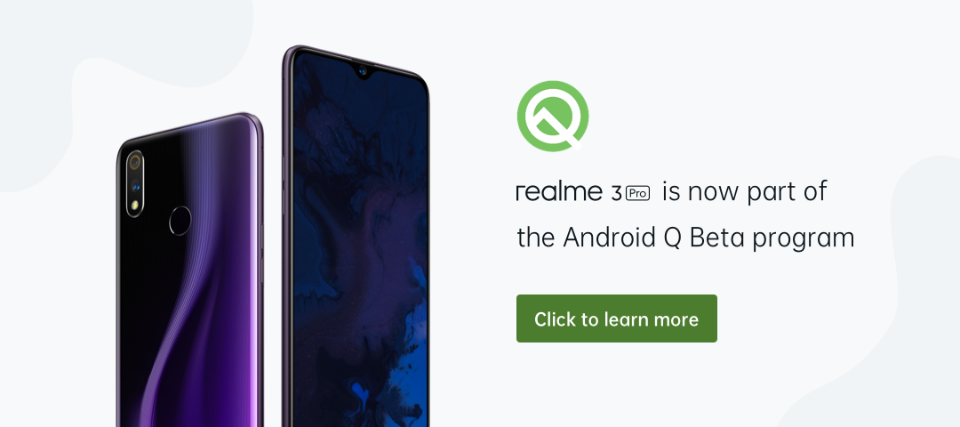 realme 3 Pro is now part of
the Android Q Beta program
Click to learn more